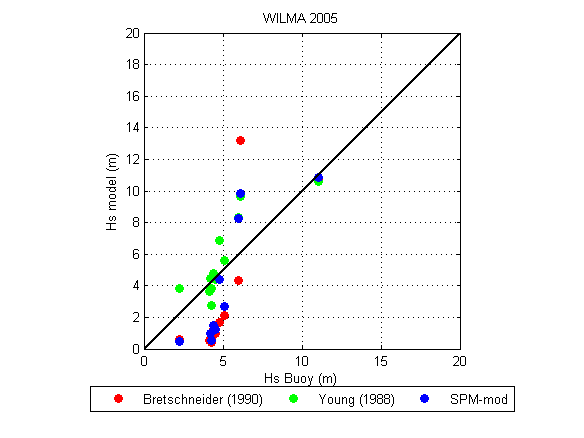 WILMA 2005
20
18
16
14
12
10
8
6
4
2
0
Hs model (m)
0 5 10 15 20
Hs Buoy (m)
Bretschneider (1990) Young (1988) SPM-mod